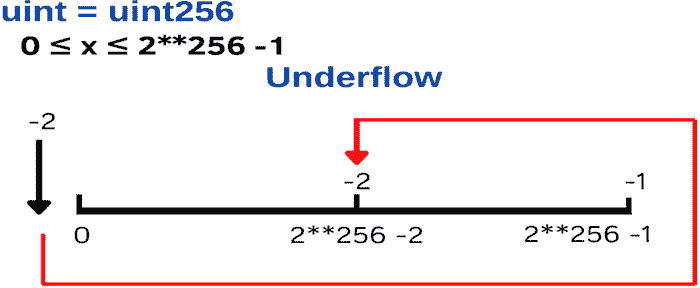 uint = uint256
0 ≤ x ≤ 2**256 -1
Underflow
-2
-2 -1
0 2**256 -2 2**256 -1